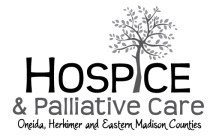 HOSPICE
& Palliative Care
Oneida, Herkimer and Eastern Madison Counties